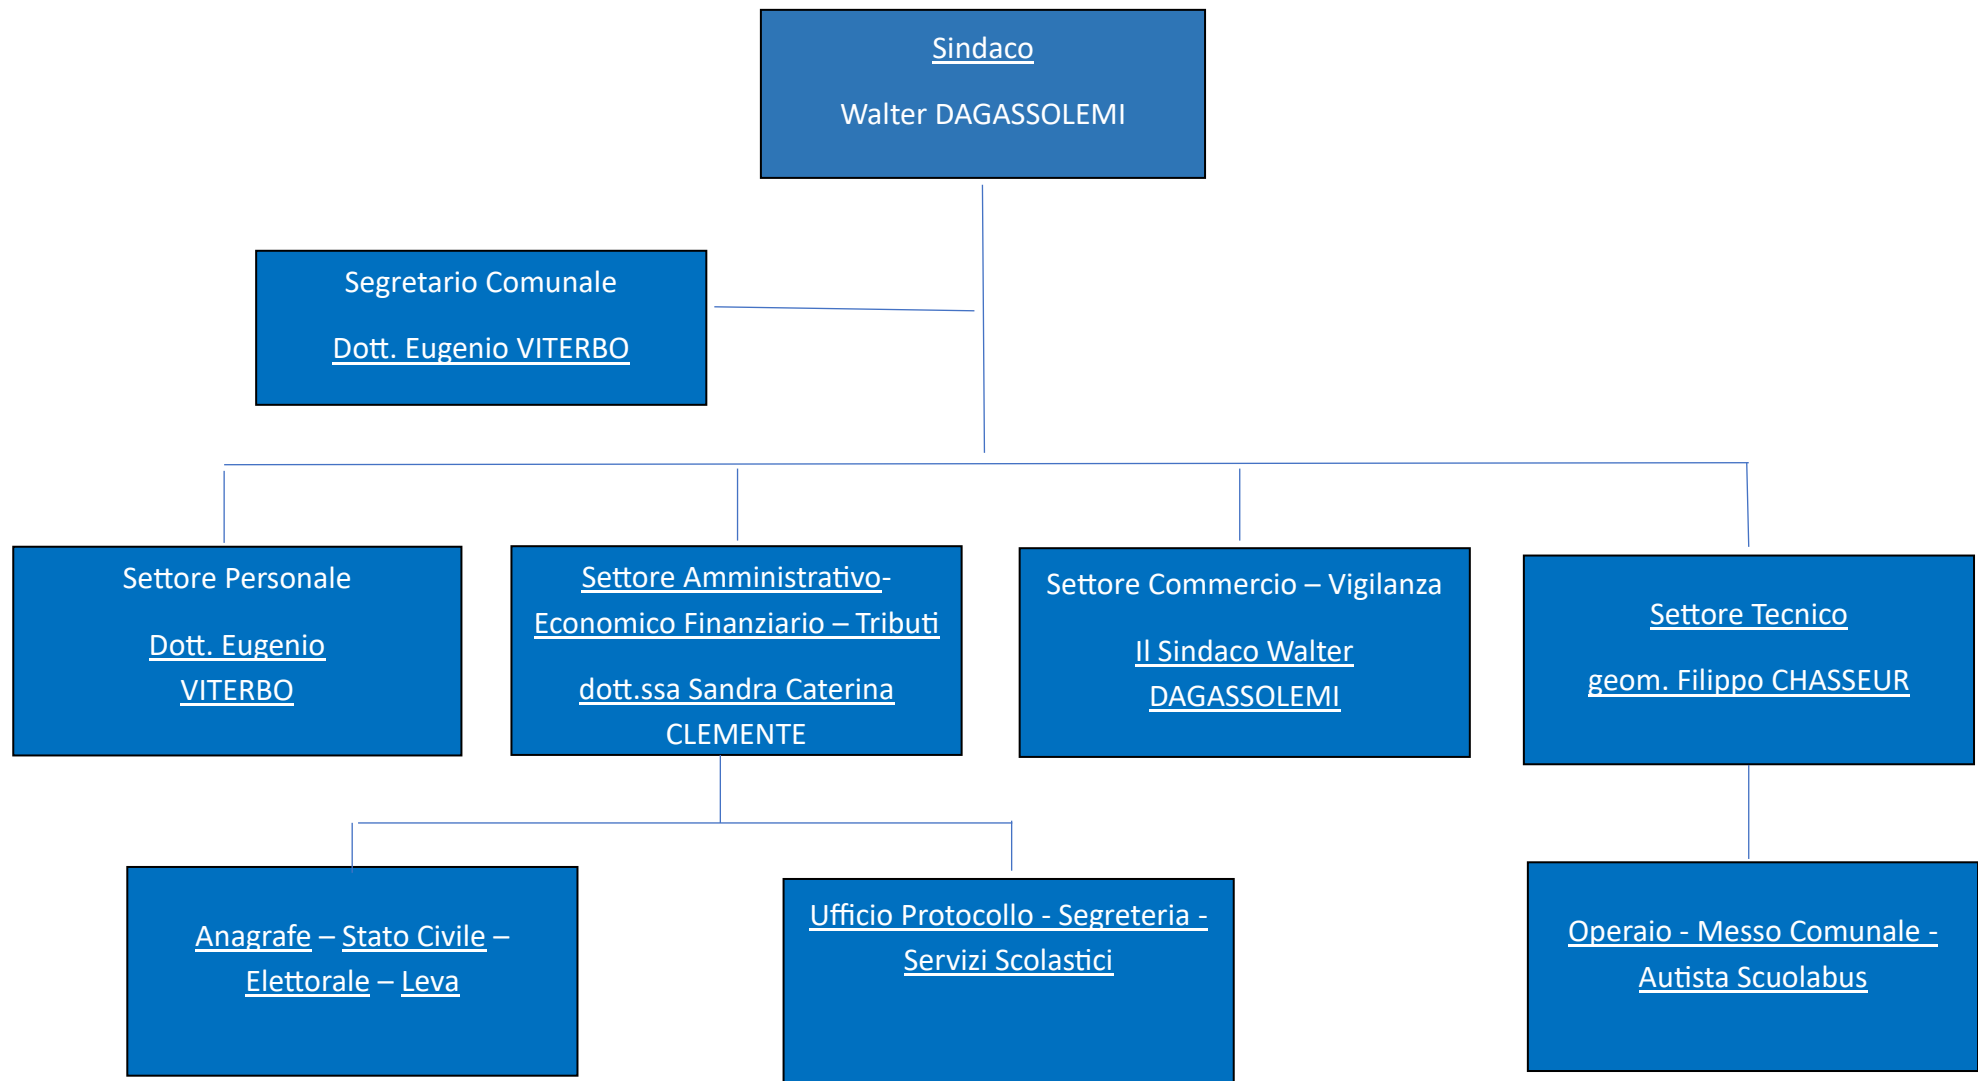 Sindaco
Walter DAGASSOLEMI
Segretario Comunale
Dott. Eugenio VITERBO
Settore Personale
Dott. Eugenio
VITERBO
Settore Amministrativo-
Economico Finanziario – Tributi
dott.ssa Sandra Caterina
CLEMENTE
Settore Commercio – Vigilanza
Il Sindaco Walter
DAGASSOLEMI
Settore Tecnico
geom. Filippo CHASSEUR
Anagrafe – Stato Civile –
Elettorale – Leva
Ufficio Protocollo - Segreteria -
Servizi Scolastici
Operaio - Messo Comunale -
Autista Scuolabus